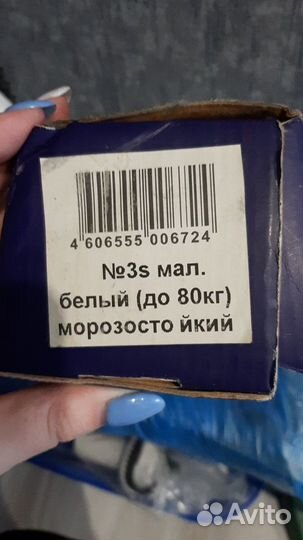 4 606555 006724
№3s мал.
белый (до 80кг)
морозосто йкий
Avito